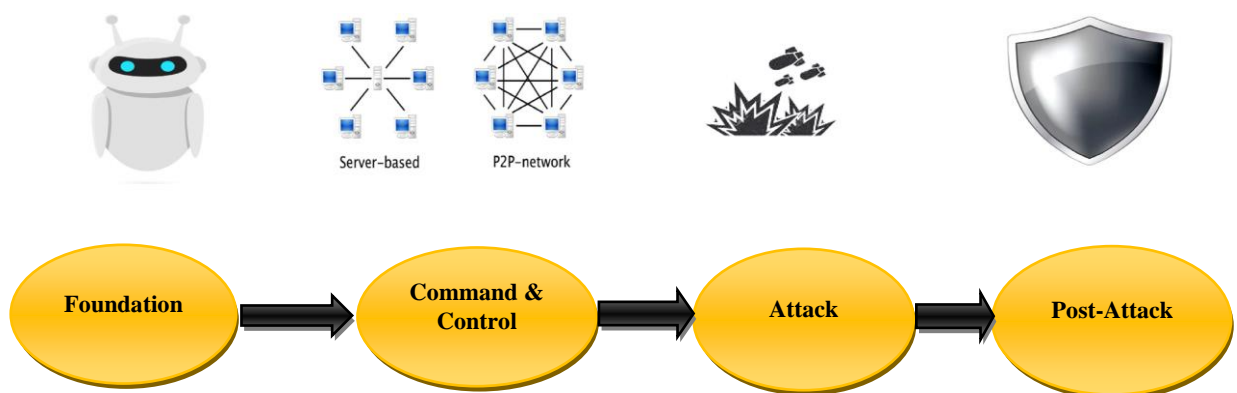 Server-based
P2P-network
Foundation
Command &
Control
Attack
Post-Attack